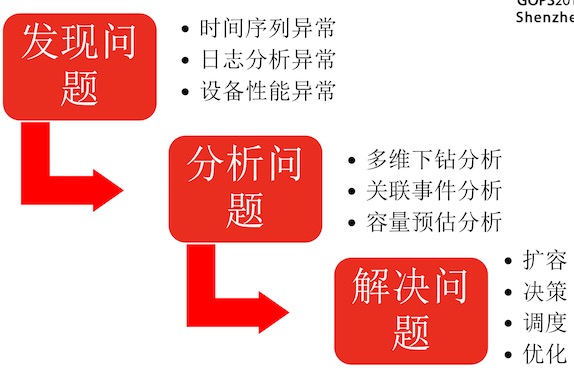 GOPS201
Shenzhe
发现问
题
• 时间序列异常
• 日志分析异常
• 设备性能异常
分析问
题
• 多维下钻分析
• 关联事件分析
• 容量预估分析
解决问
题
• 扩容
• 决策
• 调度
• 优化